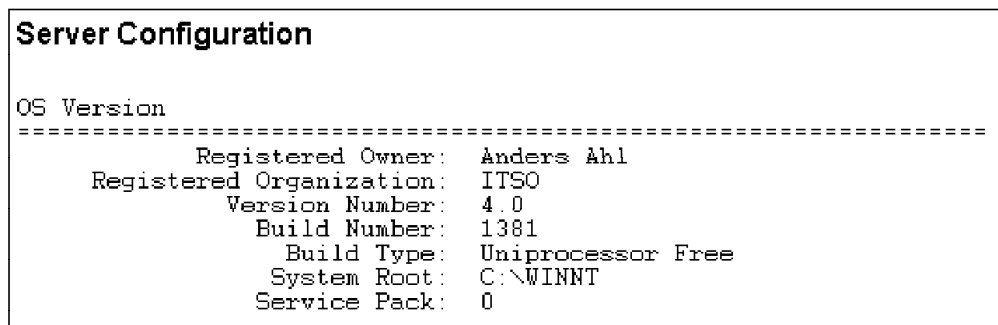 Server Configuration
OS Version
==================================================================
Registered Owner: Anders Ahl
Registered Organization: ITSO
Version Number: 4.0
Build Number: 1381
Build Type: Uniprocessor Free
System Root: C:\WINNT
Service Pack: 0